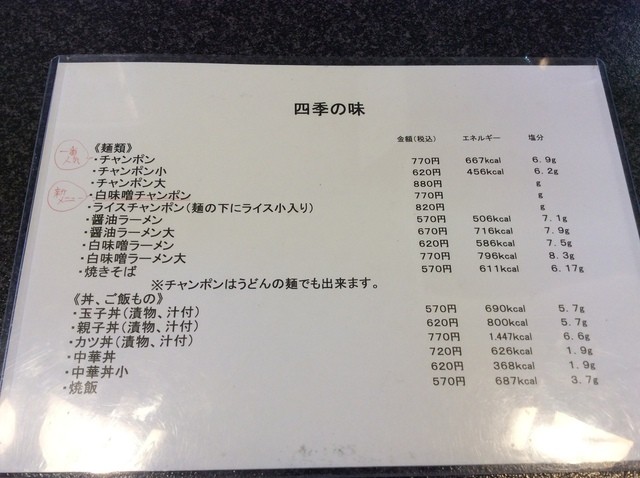 四季の味
金額(税込) エネルギー 塩分
《麺類》
一番人気
・チャンポン 770円 667kcal 6.9g
・チャンポン小 620円 456kcal 6.2g
・チャンポン大 880円 g
新メニュー
・白味噌チャンポン 770円 g
・ライスチャンポン(麺の下にライス小入り) 820円 g
・醤油ラーメン 570円 506kcal 7.1g
・醤油ラーメン大 670円 716kcal 7.9g
・白味噌ラーメン 620円 586kcal 7.5g
・白味噌ラーメン大 770円 796kcal 8.3g
・焼きそば 570円 611kcal 6.17g
※チャンポンはうどんの麺でも出来ます。
《丼、ご飯もの》
・玉子丼(漬物、汁付) 570円 690kcal 5.7g
・親子丼(漬物、汁付) 620円 800kcal 5.7g
・カツ丼(漬物、汁付) 770円 1.447kcal 6.6g
・中華丼 720円 626kcal 1.9g
・中華丼小 620円 368kcal 1.9g
・焼飯 570円 687kcal 3.7g